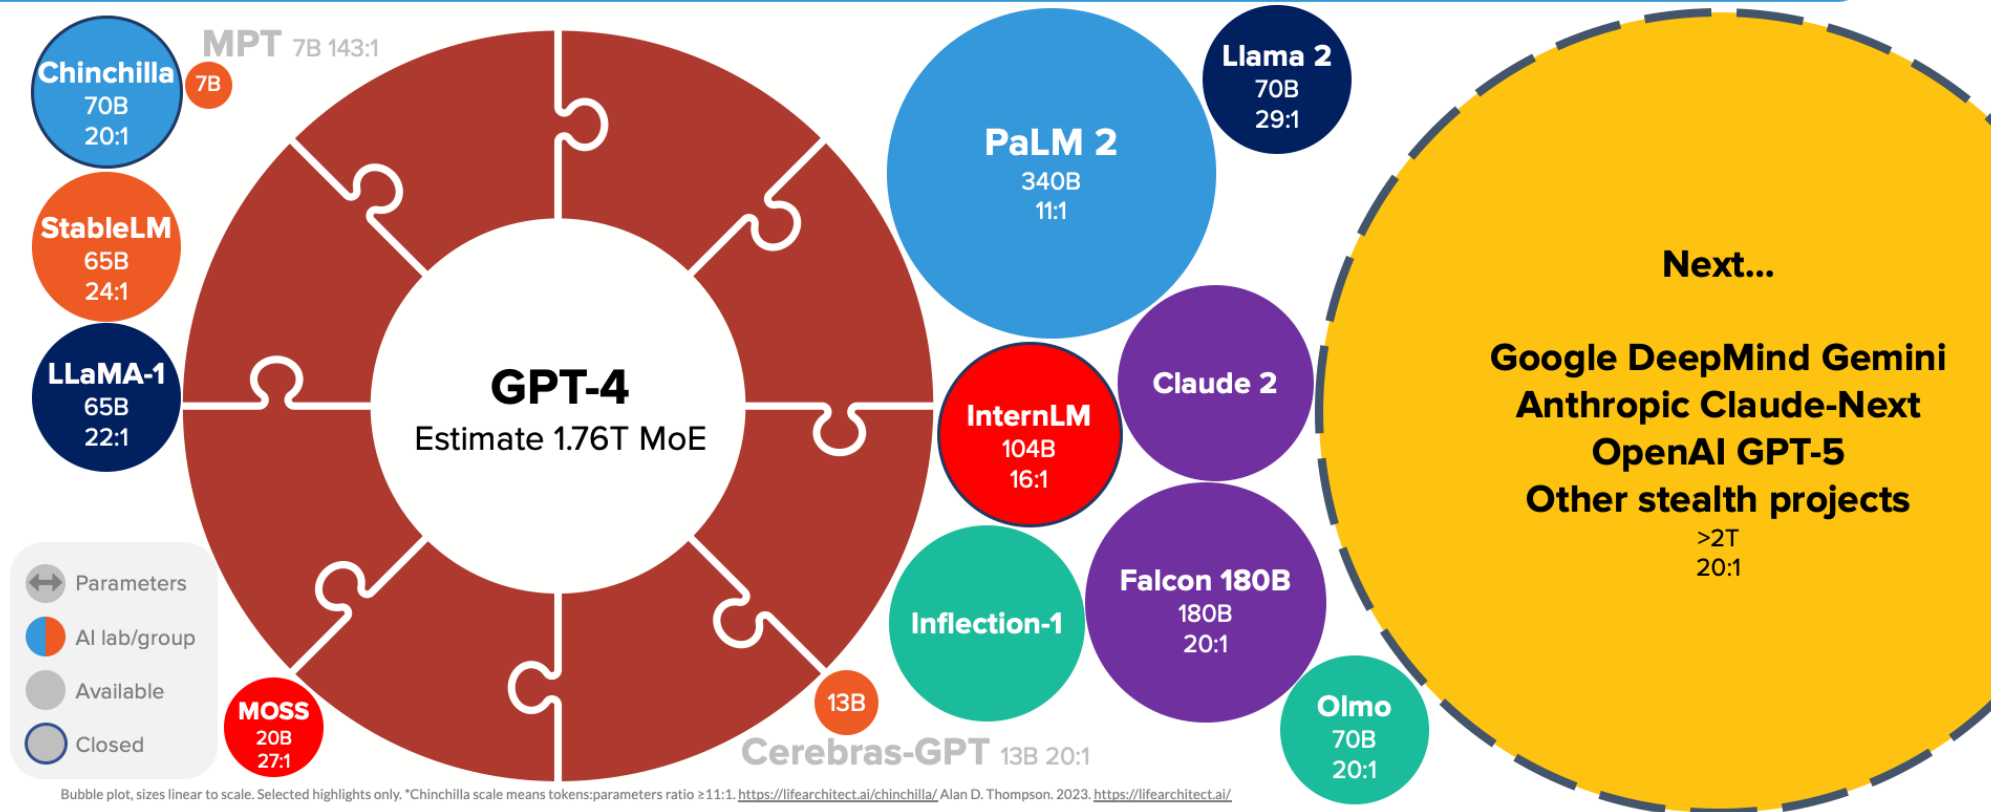 Chinchilla
70B
20:1
MPT 7B 143:1
7B
StableLM
65B
24:1
LLaMA-1
65B
22:1
GPT-4
Estimate 1.76T MoE
PaLM 2
340B
11:1
Llama 2
70B
29:1
Claude 2
InternLM
104B
16:1
Inflection-1
Falcon 180B
180B
20:1
Olmo
70B
20:1
Next...
Google DeepMind Gemini
Anthropic Claude-Next
OpenAI GPT-5
Other stealth projects
>2T
20:1
Parameters
AI lab/group
Available
Closed
MOSS
20B
27:1
13B
Cerebras-GPT 13B 20:1
Bubble plot, sizes linear to scale. Selected highlights only. *Chinchilla scale means tokens:parameters ratio ≥11:1. https://lifearchitect.ai/chinchilla/ Alan D. Thompson. 2023. https://lifearchitect.ai/